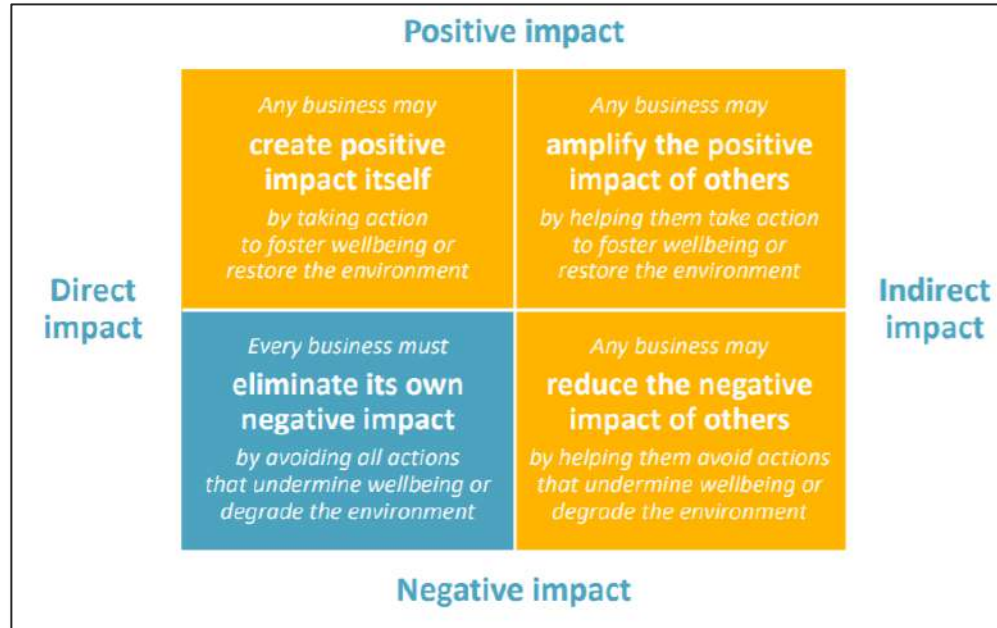 Positive impact
Any business may
create positive
impact itself
by taking action
to foster wellbeing or
restore the environment
Any business may
amplify the positive
impact of others
by helping them take action
to foster wellbeing or
restore the environment
Direct
impact
Indirect
impact
Every business must
eliminate its own
negative impact
by avoiding all actions
that undermine wellbeing or
degrade the environment
Any business may
reduce the negative
impact of others
by helping them avoid actions
that undermine wellbeing or
degrade the environment
Negative impact